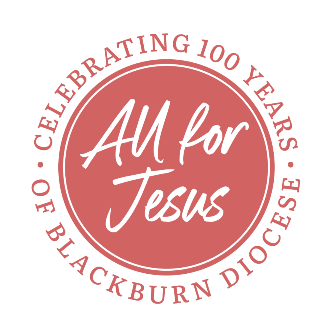 CELEBRATING 100 YEARS
All for
Jesus
• OF BLACKBURN DIOCESE •